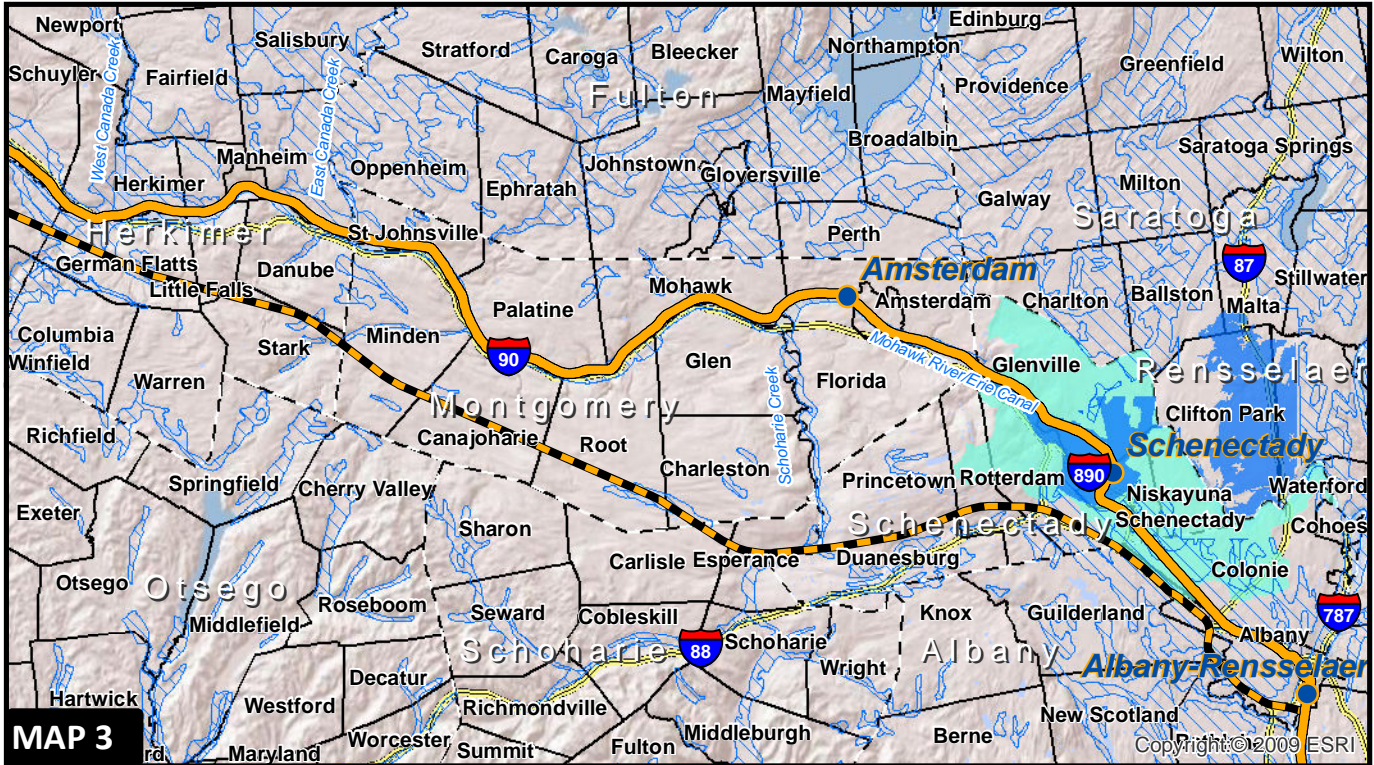 Newport
Salisbury
Stratford
Caroga
Bleecker
Northampton
Edinburg
Wilton
Schuyler
Fairfield
West Canada Creek
East Canada Creek
Fulton
Mayfield
Providence
Greenfield
Broadalbin
Saratoga Springs
Manheim
Herkimer
Oppenheim
Ephratah
Johnstown
Gloversville
Galway
Milton
Saratoga
Herkimer
St Johnsville
Perth
87
German Flatts
Danube
Little Falls
Amsterdam
Amsterdam
Charlton
Ballston
Malta
Stillwater
Mohawk
Palatine
Columbia
Winfield
Stark
Minden
90
Glen
Mohawk River/Erie Canal
Glenville
Rensselaer
Warren
Florida
Schoharie Creek
Montgomery
Clifton Park
Richfield
Canajoharie
Root
Charleston
Schenectady
890
Springfield
Cherry Valley
Princetown
Rotterdam
Niskayuna
Waterford
Exeter
Sharon
Schenectady
Schenectady
Cohoes
Carlisle
Esperance
Duanesburg
Colonie
Otsego
Otsego
Roseboom
Middlefield
Seward
Cobleskill
Knox
Guilderland
787
Schoharie
88
Schoharie
Albany
Albany
Wright
Albany-Rensselaer
Decatur
Hartwick
Westford
Richmondville
New Scotland
MAP 3
Maryland
Worcester
Summit
Fulton
Middleburgh
Berne
Copyright:© 2009 ESRI